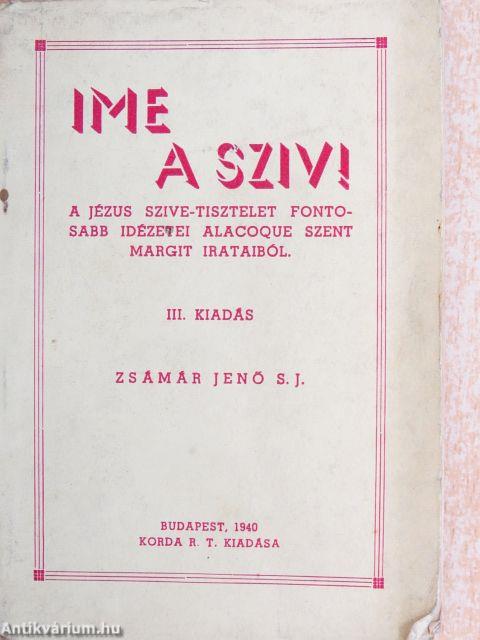 IME
A SZIV!
A JÉZUS SZIVE-TISZTELET FONTO-
SABB IDÉZETEI ALACOQUE SZENT
MARGIT IRATAIBÓL.
III. KIADÁS
ZSÁMÁR JENŐ S. J.
BUDAPEST, 1940
KORDA R. T. KIADÁSA
Antikvárium.hu